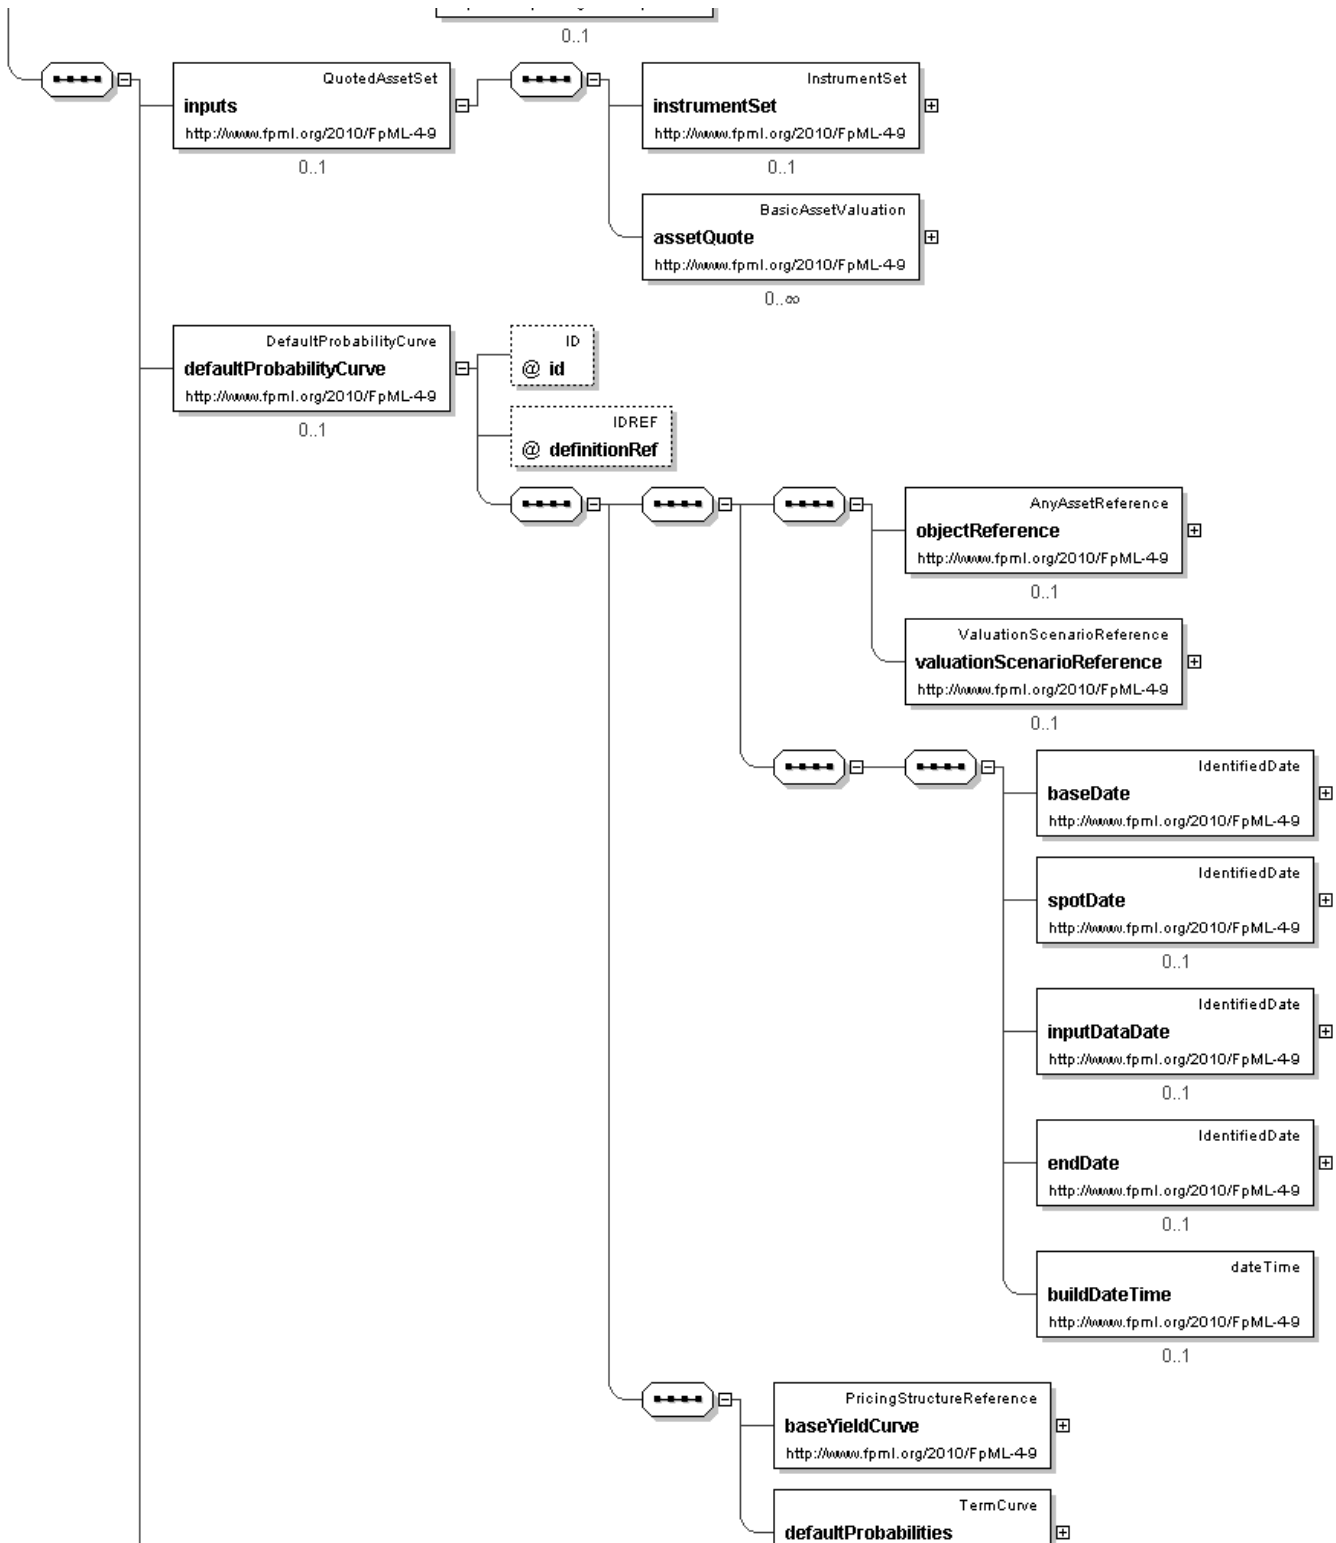 0..1
QuotedAssetSet
inputs
http://www.fpml.org/2010/FpML-4-9
0..1
InstrumentSet
instrumentSet
http://www.fpml.org/2010/FpML-4-9
0..1
BasicAssetValuation
assetQuote
http://www.fpml.org/2010/FpML-4-9
0..∞
DefaultProbabilityCurve
defaultProbabilityCurve
http://www.fpml.org/2010/FpML-4-9
0..1
ID
@ id
IDREF
@ definitionRef
AnyAssetReference
objectReference
http://www.fpml.org/2010/FpML-4-9
0..1
ValuationScenarioReference
valuationScenarioReference
http://www.fpml.org/2010/FpML-4-9
0..1
IdentifiedDate
baseDate
http://www.fpml.org/2010/FpML-4-9
IdentifiedDate
spotDate
http://www.fpml.org/2010/FpML-4-9
0..1
IdentifiedDate
inputDataDate
http://www.fpml.org/2010/FpML-4-9
0..1
IdentifiedDate
endDate
http://www.fpml.org/2010/FpML-4-9
0..1
dateTime
buildDateTime
http://www.fpml.org/2010/FpML-4-9
0..1
PricingStructureReference
baseYieldCurve
http://www.fpml.org/2010/FpML-4-9
TermCurve
defaultProbabilities